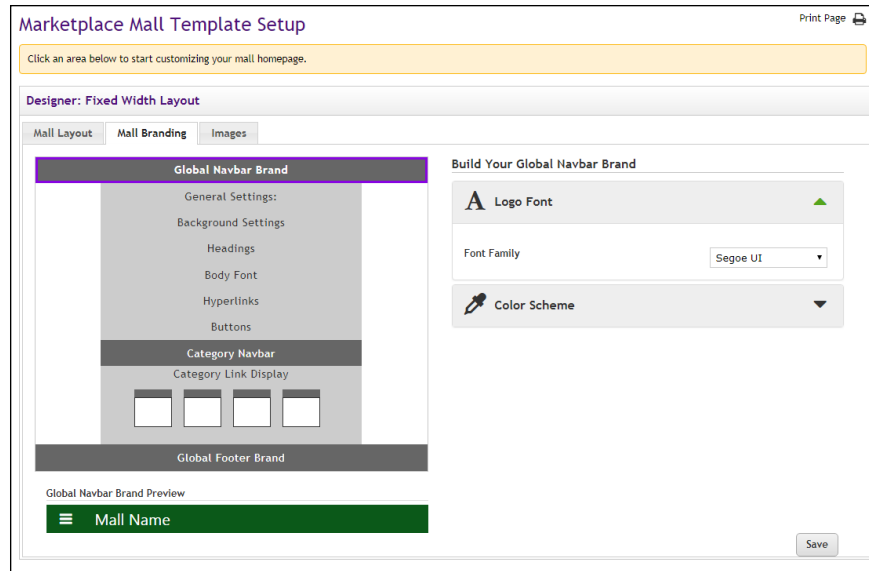 Marketplace Mall Template Setup
Print Page
Click an area below to start customizing your mall homepage.
Designer: Fixed Width Layout
Mall Layout
Mall Branding
Images
Global Navbar Brand
General Settings:
Background Settings
Headings
Body Font
Hyperlinks
Buttons
Category Navbar
Category Link Display
Global Footer Brand
Global Navbar Brand Preview
Mall Name
Build Your Global Navbar Brand
A Logo Font
Font Family
Segoe UI
Color Scheme
Save